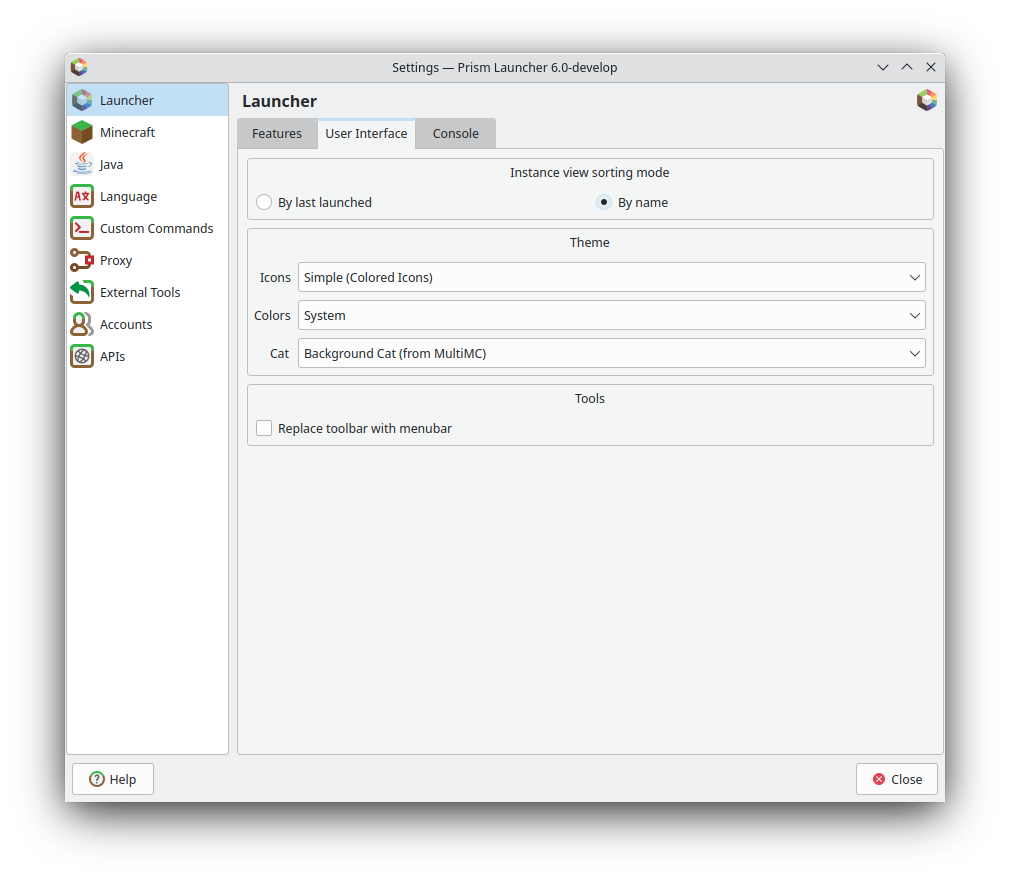 Settings — Prism Launcher 6.0-develop
Launcher
Minecraft
Java
Language
Custom Commands
Proxy
External Tools
Accounts
APIs
Launcher
Features User Interface Console
Instance view sorting mode
By last launched By name
Theme
Icons Simple (Colored Icons)
Colors System
Cat Background Cat (from MultiMC)
Tools
Replace toolbar with menubar
Help Close